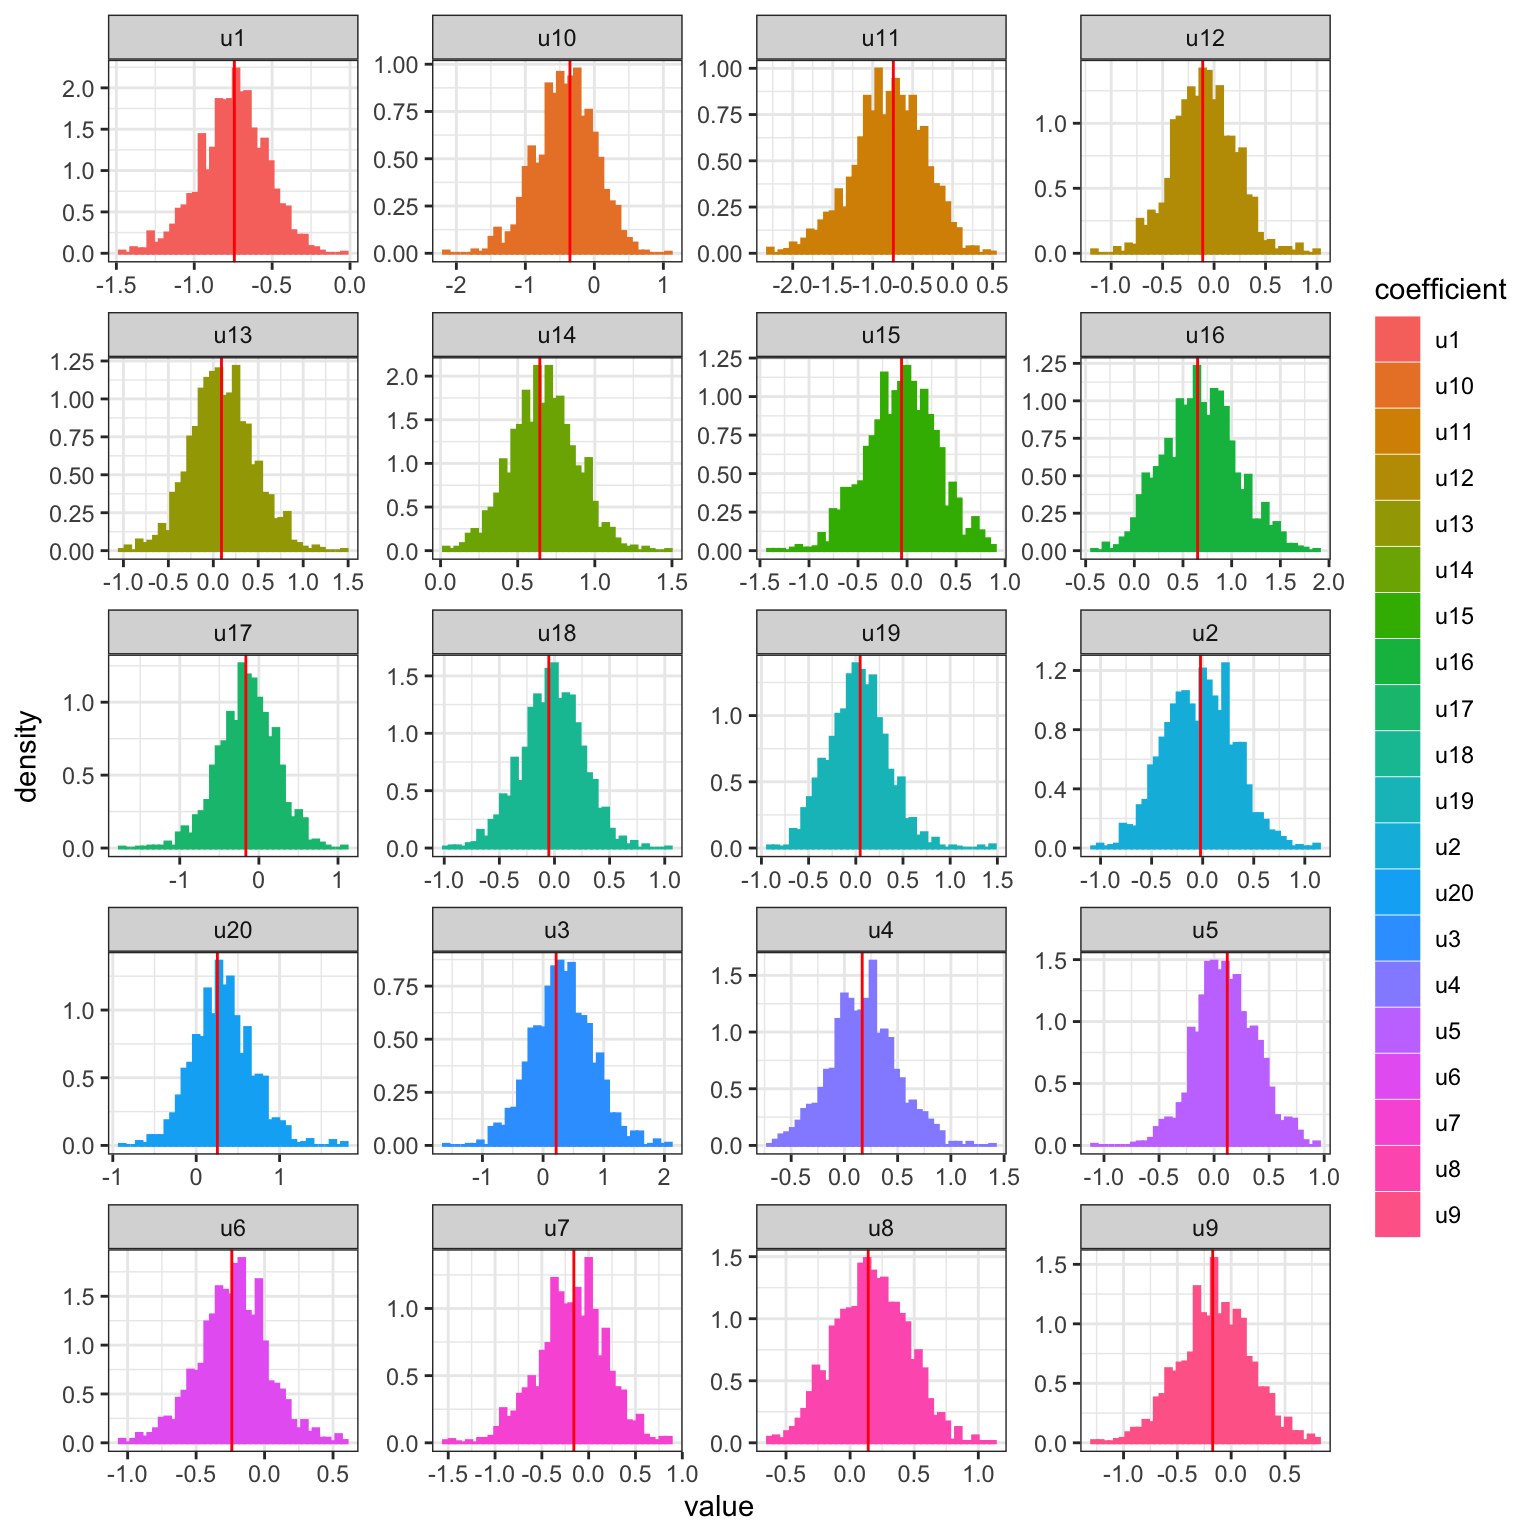 u1 u10 u11 u12
2.0 1.5 1.0 0.5 0.0
1.00 0.75 0.50 0.25 0.00
1.00 0.75 0.50 0.25 0.00
1.0 0.5 0.0
-1.5 -1.0 -0.5 0.0
-2 -1 0 1
-2.0 -1.5 -1.0 -0.5 0.0 0.5
-1.0 -0.5 0.0 0.5 1.0
u13 u14 u15 u16
1.25 1.00 0.75 0.50 0.25 0.00
2.0 1.5 1.0 0.5 0.0
1.25 1.00 0.75 0.50 0.25 0.00
1.25 1.00 0.75 0.50 0.25 0.00
-1.0 -0.5 0.0 0.5 1.0 1.5
0.0 0.5 1.0 1.5
-1.5 -1.0 -0.5 0.0 0.5 1.0
-0.5 0.0 0.5 1.0 1.5 2.0
u17 u18 u19 u2
1.0 0.5 0.0
1.5 1.0 0.5 0.0
1.0 0.5 0.0
1.2 0.8 0.4 0.0
-1 0 1
-1.0 -0.5 0.0 0.5 1.0
-1.0 -0.5 0.0 0.5 1.0 1.5
-1.0 -0.5 0.0 0.5 1.0
u20 u3 u4 u5
1.0 0.5 0.0
0.75 0.50 0.25 0.00
1.5 1.0 0.5 0.0
1.5 1.0 0.5 0.0
-1 0 1
-1 0 1 2
-0.5 0.0 0.5 1.0 1.5
-1.0 -0.5 0.0 0.5 1.0
u6 u7 u8 u9
1.5 1.0 0.5 0.0
1.0 0.5 0.0
1.5 1.0 0.5 0.0
1.5 1.0 0.5 0.0
-1.0 -0.5 0.0 0.5
-1.5 -1.0 -0.5 0.0 0.5 1.0
-0.5 0.0 0.5 1.0
-1.0 -0.5 0.0 0.5
density
value
coefficient
u1
u10
u11
u12
u13
u14
u15
u16
u17
u18
u19
u2
u20
u3
u4
u5
u6
u7
u8
u9